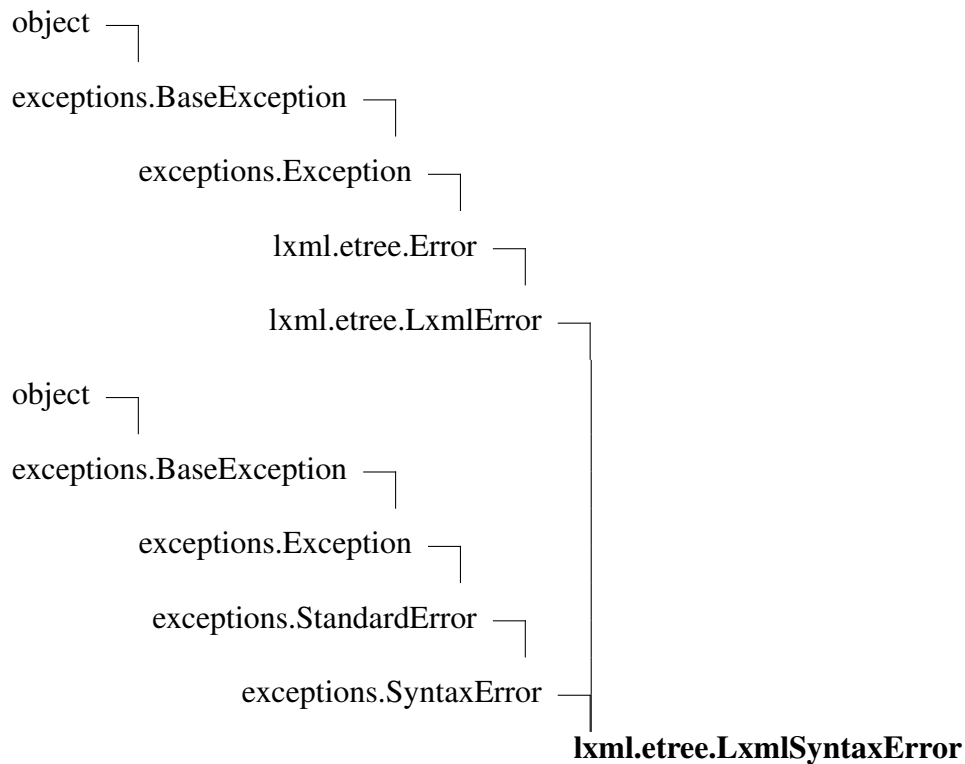 object
exceptions.BaseException
exceptions.Exception
lxml.etree.Error
lxml.etree.LxmlError
object
exceptions.BaseException
exceptions.Exception
exceptions.StandardError
exceptions.SyntaxError
lxml.etree.LxmlSyntaxError